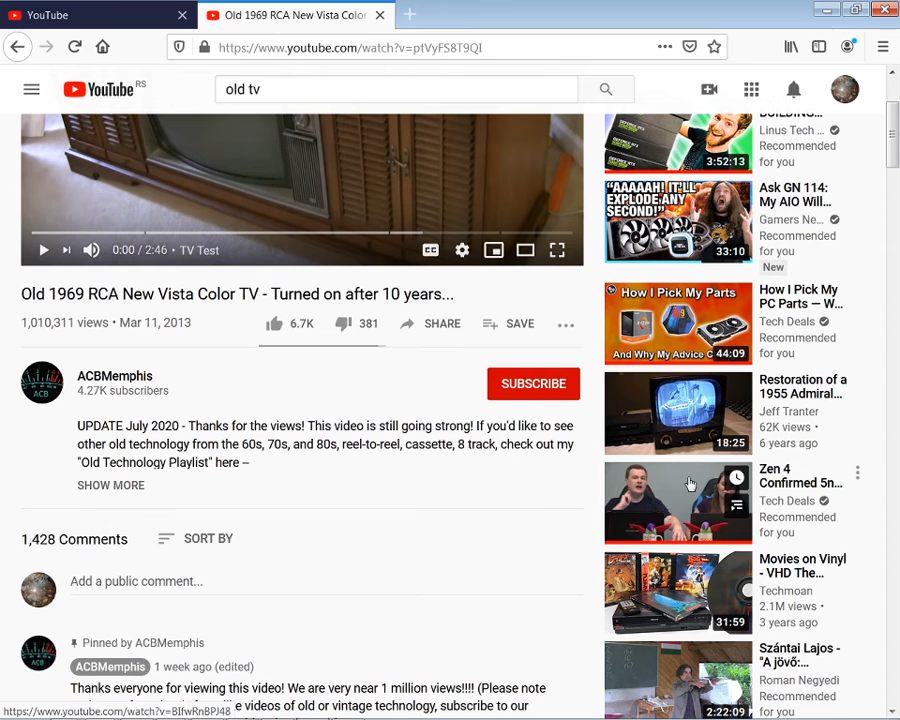 YouTube
Old 1969 RCA New Vista Color
https://www.youtube.com/watch?v=ptVyFS8T9QI
YouTube RS
old tv
0:00 / 2:46 • TV Test
CC
Old 1969 RCA New Vista Color TV - Turned on after 10 years...
1,010,311 views • Mar 11, 2013
6.7K
381
SHARE
SAVE
ACB
ACBMemphis
4.27K subscribers
SUBSCRIBE
UPDATE July 2020 - Thanks for the views! This video is still going strong! If you'd like to see
other old technology from the 60s, 70s, and 80s, reel-to-reel, cassette, 8 track, check out my
"Old Technology Playlist" here --
SHOW MORE
1,428 Comments
SORT BY
Add a public comment...
ACB
Pinned by ACBMemphis
ACBMemphis 1 week ago (edited)
Thanks everyone for viewing this video! We are very near 1 million views!!!! (Please note
https://www.youtube.com/watch?v=BIfwRnBPJ48
BUILDING...
Linus Tech ...
Recommended
for you
3:52:13
"AAAAAH! IT'LL
EXPLODE ANY
SECOND!"
33:10
Ask GN 114:
My AIO Will...
Gamers Ne...
Recommended
for you
New
How I Pick My Parts
And Why My Advice C
44:09
How I Pick My
PC Parts — W...
Tech Deals
Recommended
for you
18:25
Restoration of a
1955 Admiral...
Jeff Tranter
62K views •
6 years ago
Zen 4
Confirmed 5n...
Tech Deals
Recommended
for you
31:59
Movies on Vinyl
- VHD The...
Techmoan
2.1M views •
3 years ago
2:22:09
Szántai Lajos -
"A jövő:...
Roman Negyedi
Recommended
for you